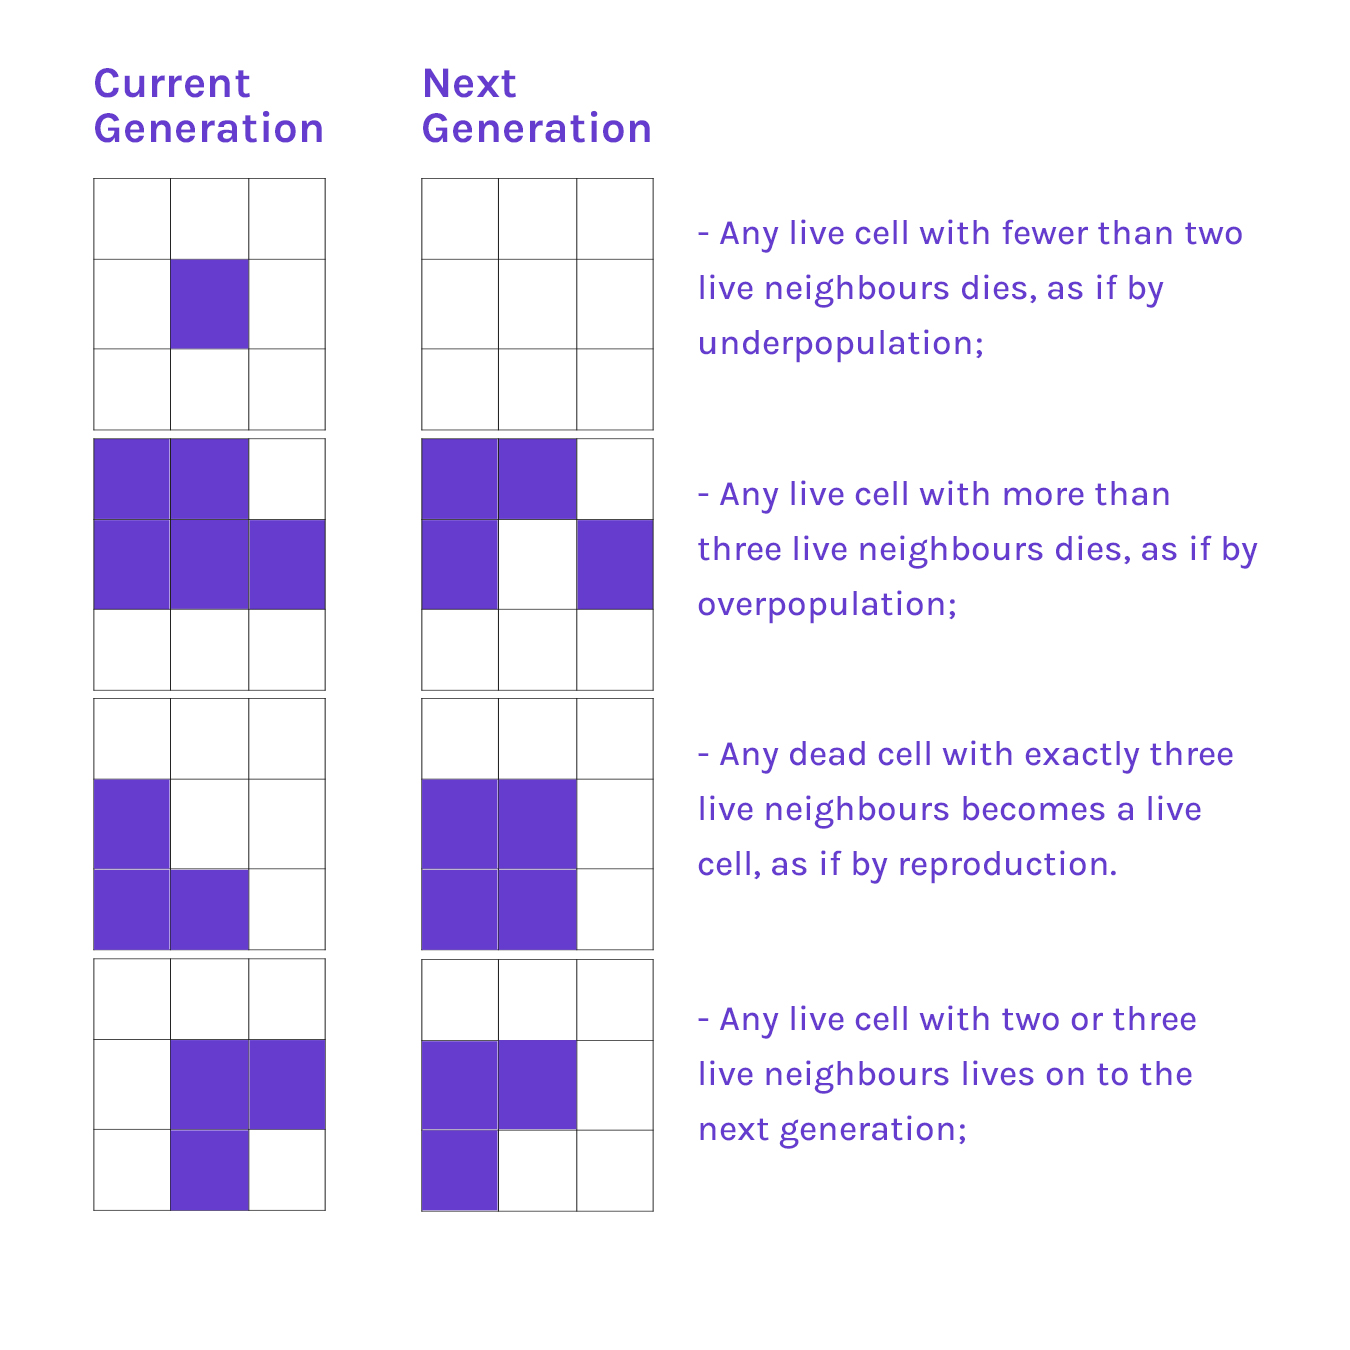 Current
Generation
Next
Generation
- Any live cell with fewer than two
live neighbours dies, as if by
underpopulation;
- Any live cell with more than
three live neighbours dies, as if by
overpopulation;
- Any dead cell with exactly three
live neighbours becomes a live
cell, as if by reproduction.
- Any live cell with two or three
live neighbours lives on to the
next generation;